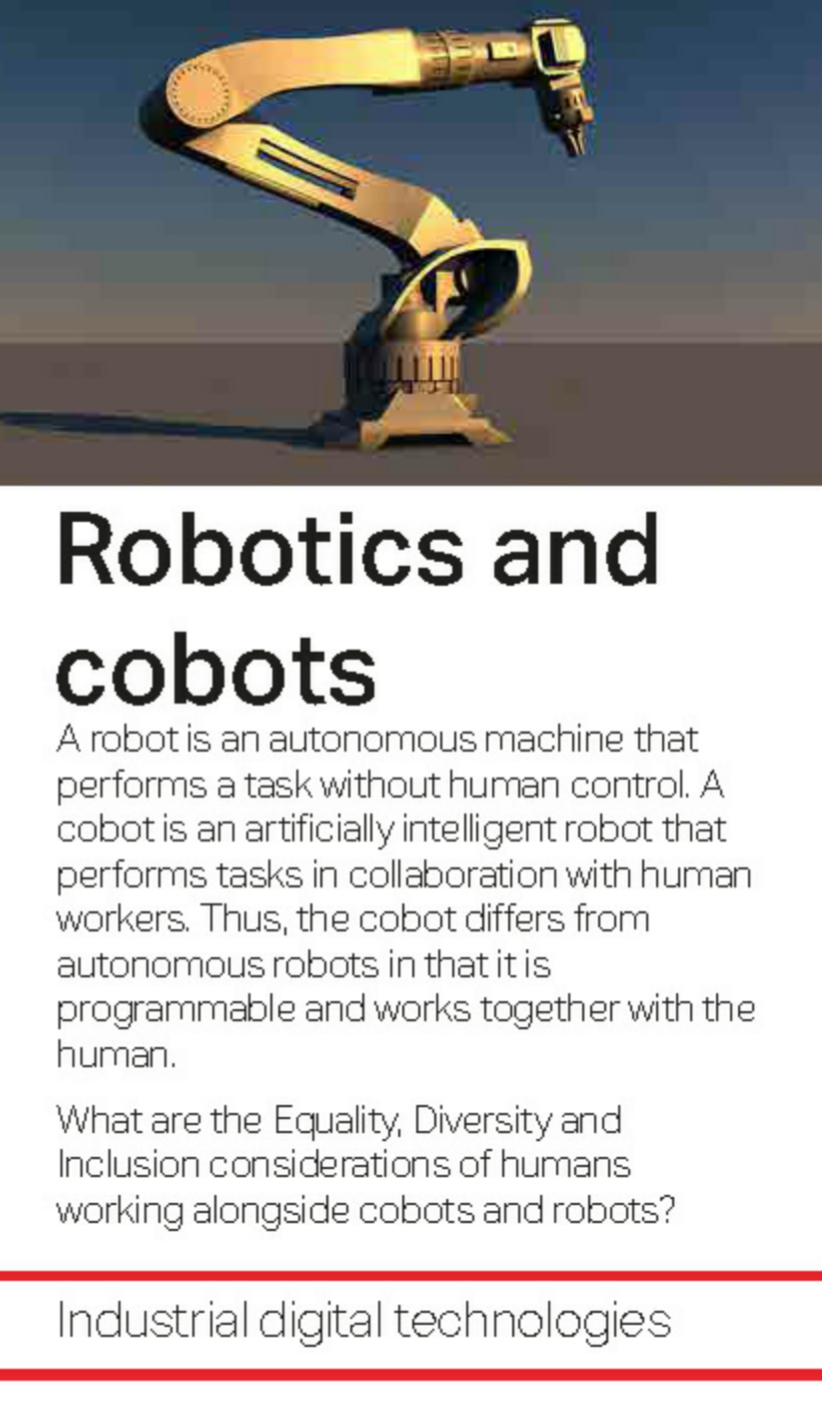 Robotics and
cobots
A robot is an autonomous machine that
performs a task without human control. A
cobot is an artificially intelligent robot that
performs tasks in collaboration with human
workers. Thus, the cobot differs from
autonomous robots in that it is
programmable and works together with the
human.
What are the Equality, Diversity and
Inclusion considerations of humans
working alongside cobots and robots?
Industrial digital technologies